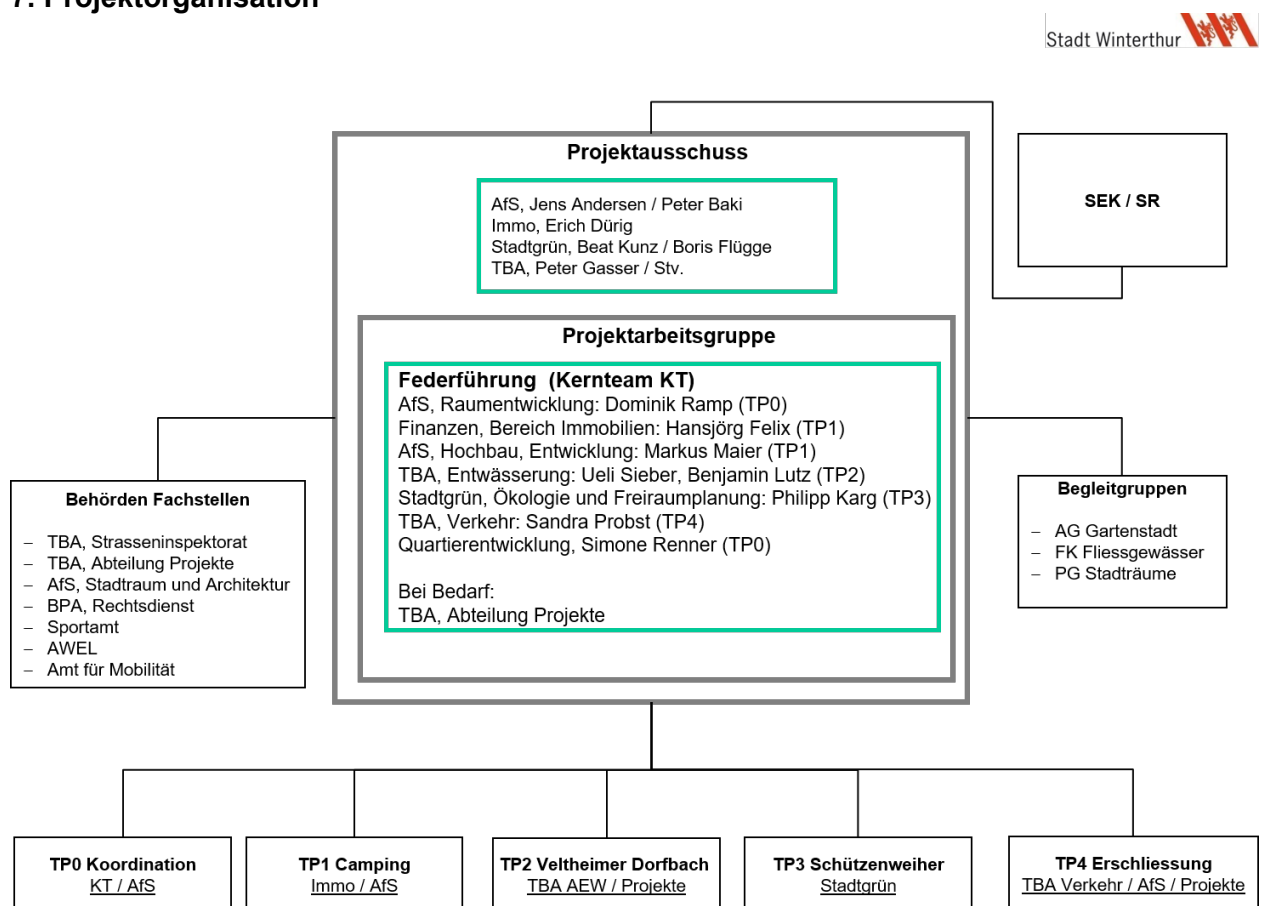 7. Projektorganisation
Stadt Winterthur
Projektausschuss
AfS, Jens Andersen / Peter Baki
Immo, Erich Dürig
Stadtgrün, Beat Kunz / Boris Flügge
TBA, Peter Gasser / Stv.
SEK / SR
Projektarbeitsgruppe
Federführung (Kernteam KT)
AfS, Raumentwicklung: Dominik Ramp (TP0)
Finanzen, Bereich Immobilien: Hansjörg Felix (TP1)
AfS, Hochbau, Entwicklung: Markus Maier (TP1)
TBA, Entwässerung: Ueli Sieber, Benjamin Lutz (TP2)
Stadtgrün, Ökologie und Freiraumplanung: Philipp Karg (TP3)
TBA, Verkehr: Sandra Probst (TP4)
Quartierentwicklung, Simone Renner (TP0)
Bei Bedarf:
TBA, Abteilung Projekte
Behörden Fachstellen
– TBA, Strasseninspektorat
– TBA, Abteilung Projekte
– AfS, Stadtraum und Architektur
– BPA, Rechtsdienst
– Sportamt
– AWEL
– Amt für Mobilität
Begleitgruppen
– AG Gartenstadt
– FK Fliessgewässer
– PG Stadträume
TP0 Koordination
KT / AfS
TP1 Camping
Immo / AfS
TP2 Veltheimer Dorfbach
TBA AEW / Projekte
TP3 Schützenweiher
Stadtgrün
TP4 Erschliessung
TBA Verkehr / AfS / Projekte